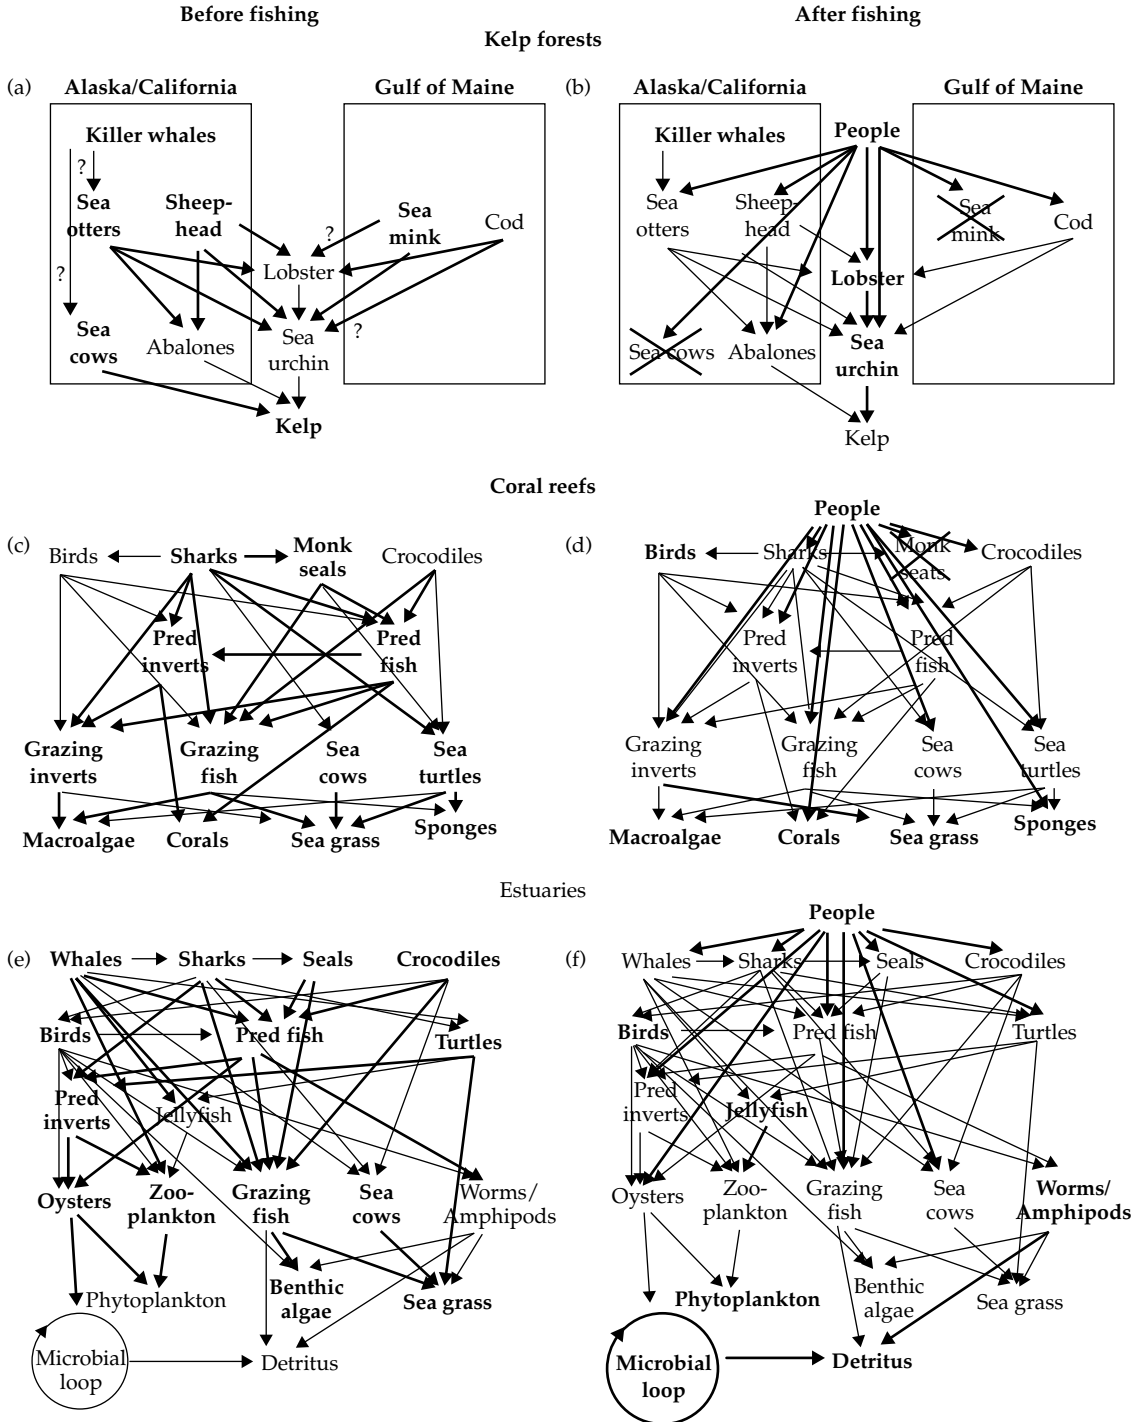 Before fishing
After fishing
Kelp forests
(a)
Alaska/California
Gulf of Maine
Killer whales
?
Sea
otters
Sheep-
head
?
Sea
mink
Cod
?
Lobster
Sea
cows
Abalones
Sea
urchin
?
Kelp
(b)
Alaska/California
Gulf of Maine
Killer whales
People
Sea
otters
Sheep-
head
Sea
mink
Cod
Lobster
Sea cows
Abalones
Sea
urchin
Kelp
Coral reefs
(c)
Birds
Sharks
Monk
seals
Crocodiles
Pred
inverts
Pred
fish
Grazing
inverts
Grazing
fish
Sea
cows
Sea
turtles
Macroalgae
Corals
Sea grass
Sponges
People
(d)
Birds
Sharks
Monk
seats
Crocodiles
Pred
inverts
Pred
fish
Grazing
inverts
Grazing
fish
Sea
cows
Sea
turtles
Macroalgae
Corals
Sea grass
Sponges
Estuaries
(e)
Whales
Sharks
Seals
Crocodiles
Birds
Pred fish
Turtles
Pred
inverts
Jellyfish
Oysters
Zoo-
plankton
Grazing
fish
Sea
cows
Worms/
Amphipods
Phytoplankton
Benthic
algae
Sea grass
Microbial
loop
Detritus
People
(f)
Whales
Sharks
Seals
Crocodiles
Birds
Pred fish
Turtles
Pred
inverts
Jellyfish
Oysters
Zoo-
plankton
Grazing
fish
Sea
cows
Worms/
Amphipods
Phytoplankton
Benthic
algae
Sea grass
Microbial
loop
Detritus